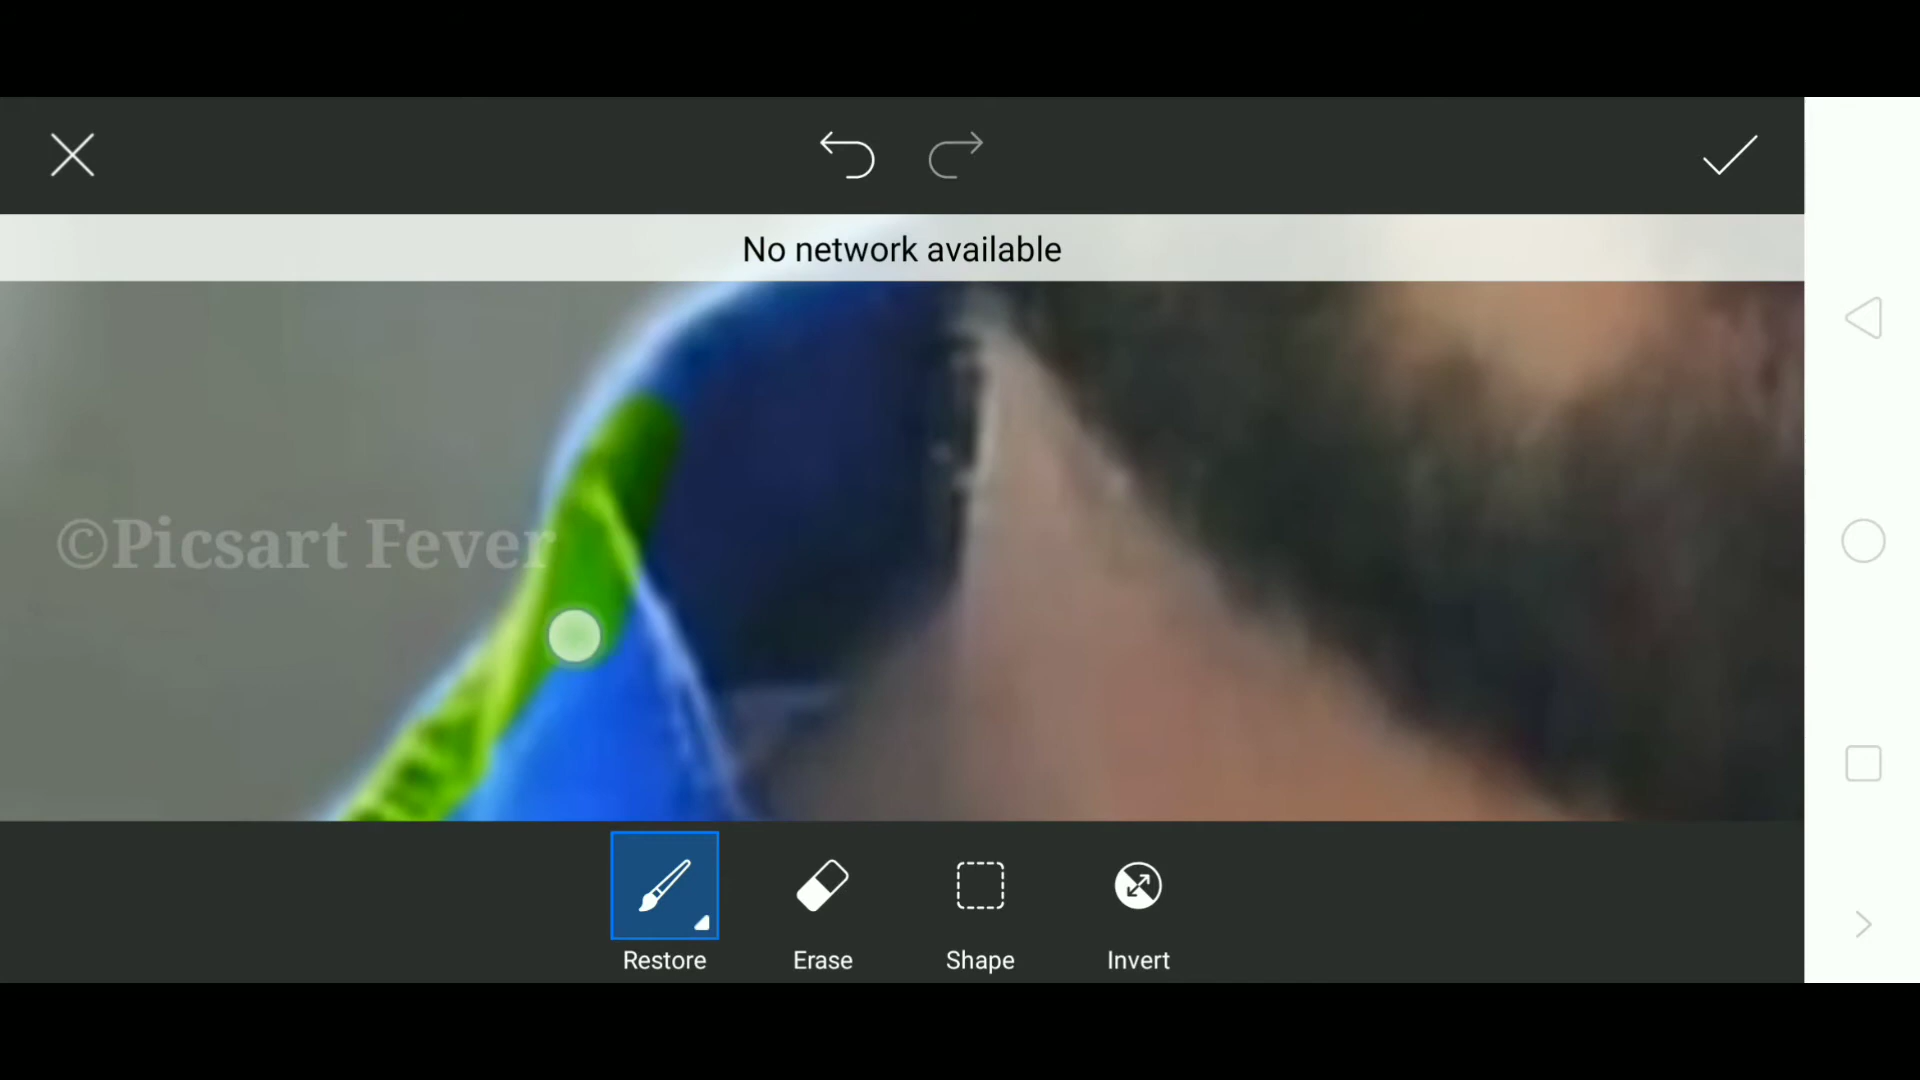 No network available
©Picsart Fever
Restore
Erase
Shape
Invert